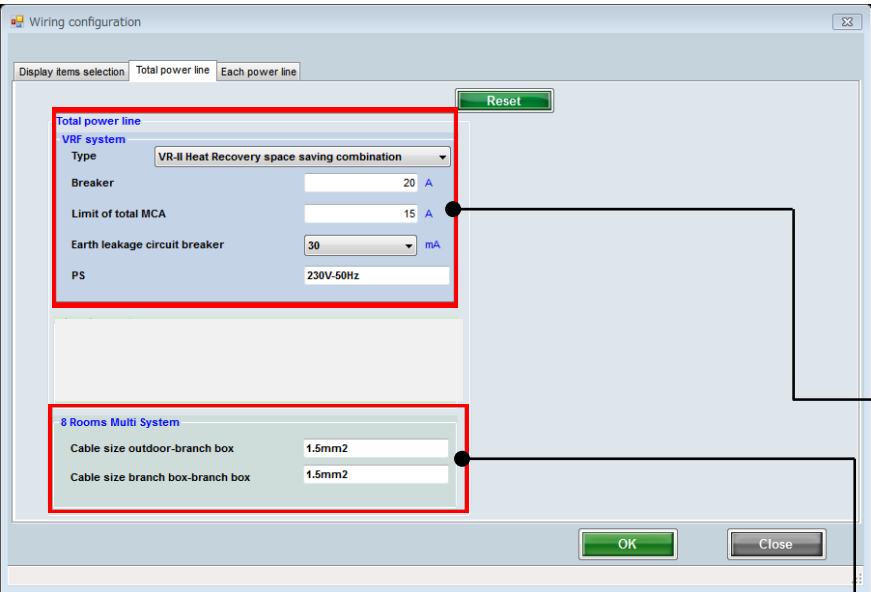 Wiring configuration
Display items selection Total power line Each power line
Reset
Total power line
VRF system
Type VR-II Heat Recovery space saving combination
Breaker 20 A
Limit of total MCA 15 A
Earth leakage circuit breaker 30 mA
PS 230V-50Hz
8 Rooms Multi System
Cable size outdoor-branch box 1.5mm2
Cable size branch box-branch box 1.5mm2
OK Close